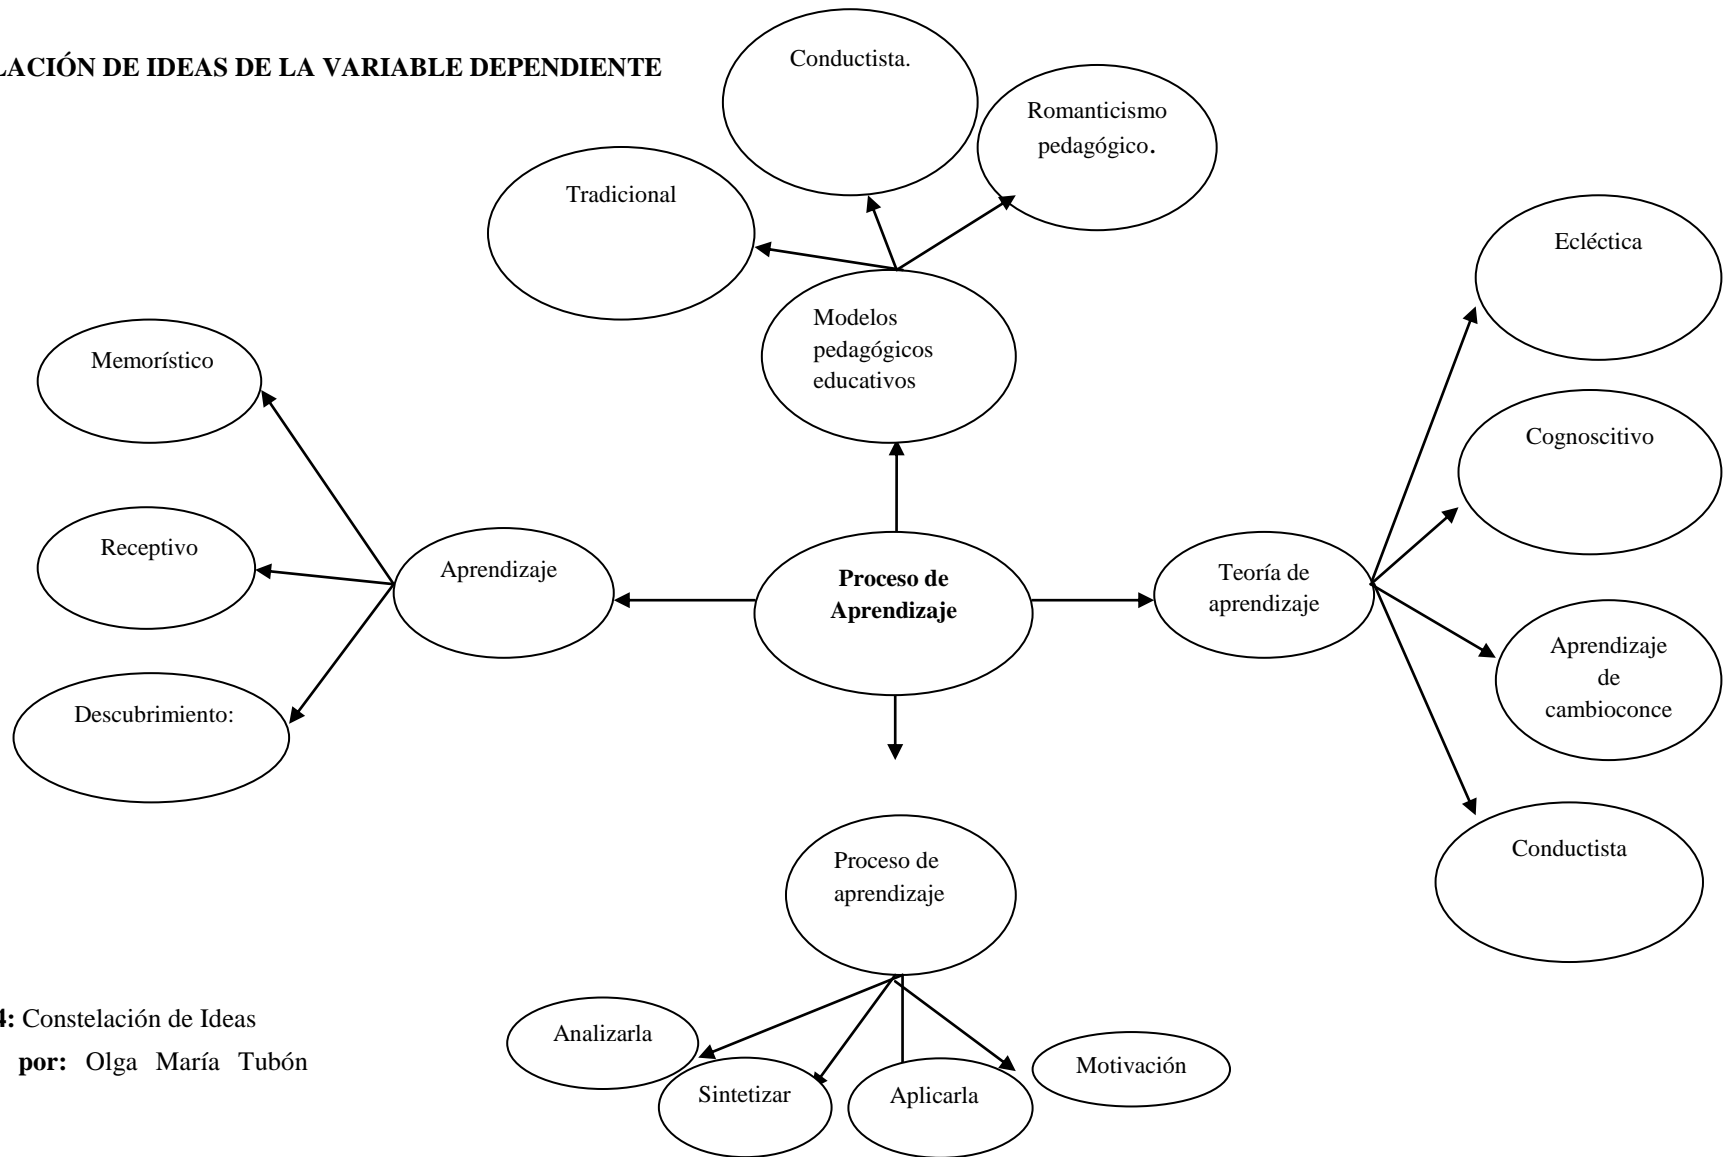 LACIÓN DE IDEAS DE LA VARIABLE DEPENDIENTE
Conductista.
Romanticismo
pedagógico.
Tradicional
Ecléctica
Modelos
pedagógicos
educativos
Memorístico
Cognoscitivo
Receptivo
Aprendizaje
Proceso de
Aprendizaje
Teoría de
aprendizaje
Aprendizaje
de
cambioconce
Descubrimiento:
Conductista
Proceso de
aprendizaje
4: Constelación de Ideas
por: Olga María Tubón
Analizarla
Sintetizar
Aplicarla
Motivación